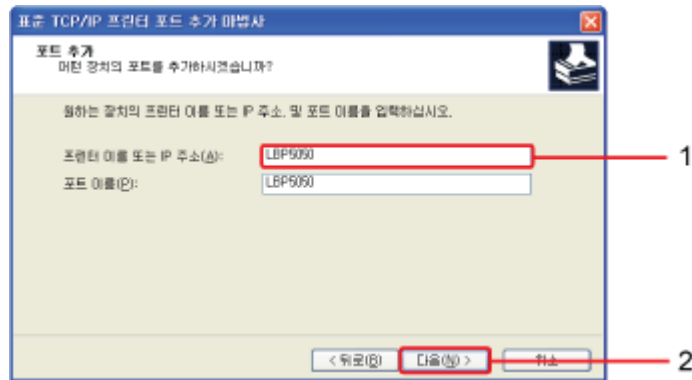 표준 TCP/IP 프린터 포트 추가 마법사
포트 추가
어떤 장치의 포트를 추가하시겠습니까?
원하는 장치의 프린터 이름 또는 IP 주소, 및 포트 이름을 입력하십시오.
프린터 이름 또는 IP 주소(A):
LBP5050
1
포트 이름(P):
LBP5050
< 뒤로(B)
다음(N) >
취소
2